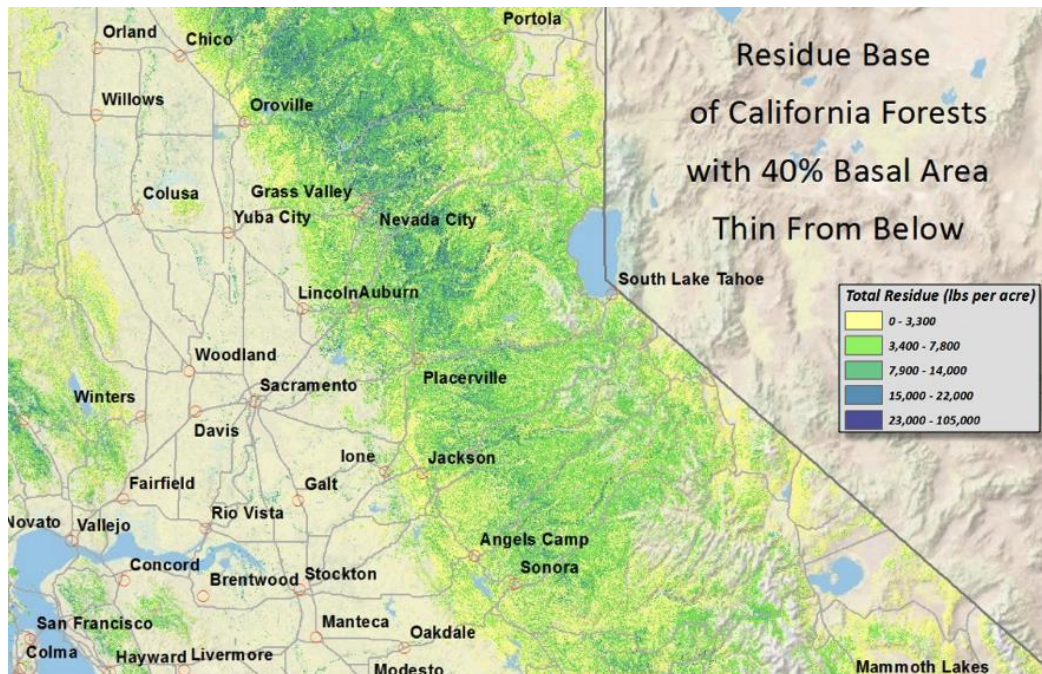 Portola
Orland
Chico
Residue Base
of California Forests
with 40% Basal Area
Thin From Below
Willows
Oroville
Colusa
Grass Valley
Yuba City
Nevada City
South Lake Tahoe
Lincoln
Auburn
Total Residue (lbs per acre)
0 - 3,300
3,400 - 7,800
7,900 - 14,000
15,000 - 22,000
23,000 - 105,000
Woodland
Placerville
Sacramento
Winters
Davis
Ione
Jackson
Fairfield
Galt
Rio Vista
Novato
Vallejo
Angels Camp
Concord
Sonora
Brentwood
Stockton
San Francisco
Manteca
Oakdale
Colma
Hayward
Livermore
Modesto
Mammoth Lakes